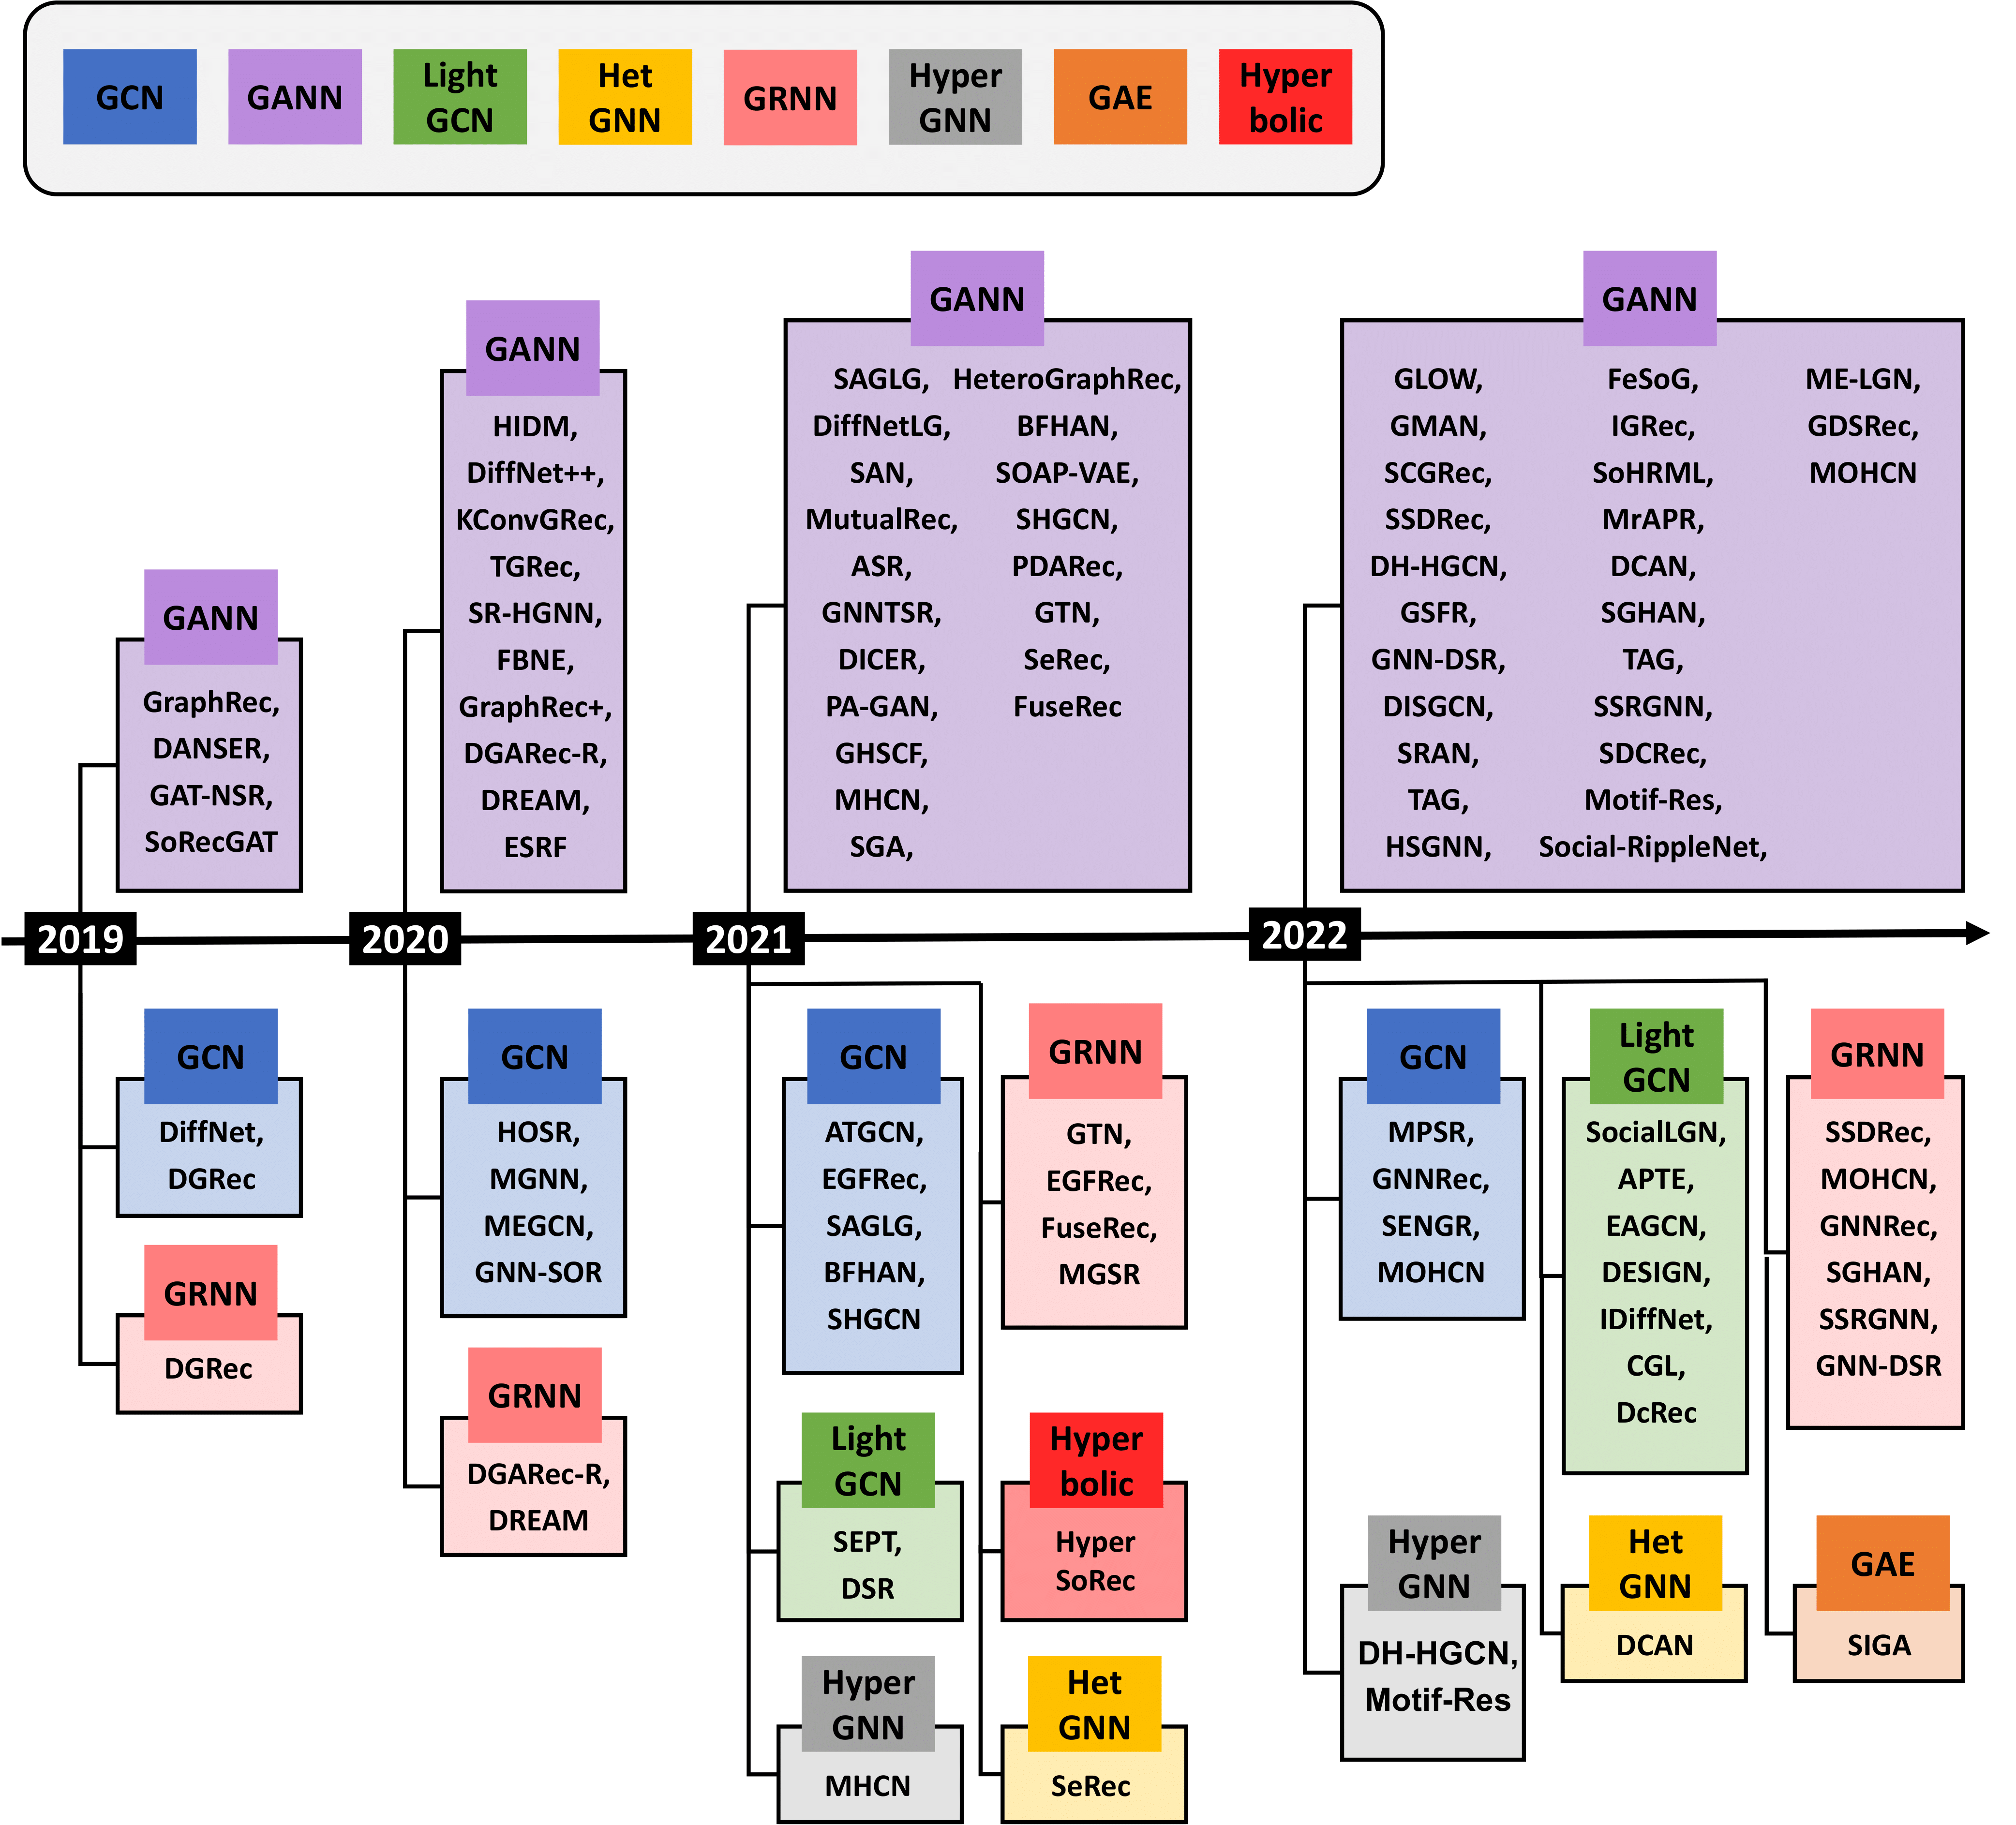 GCN
GANN
Light
GCN
Het
GNN
GRNN
Hyper
GNN
GAE
Hyper
bolic
GANN
GraphRec,
DANSER,
GAT-NSR,
SoRecGAT
2019
GCN
DiffNet,
DGRec
GRNN
DGRec
GANN
HIDM,
DiffNet++,
KConvGRec,
TGRec,
SR-HGNN,
FBNE,
GraphRec+,
DGARec-R,
DREAM,
ESRF
2020
GCN
HOSR,
MGNN,
MEGCN,
GNN-SOR
GRNN
DGARec-R,
DREAM
GANN
SAGLG,
DiffNetLG,
SAN,
MutualRec,
ASR,
GNNTSR,
DICER,
PA-GAN,
GHSCF,
MHCN,
SGA,
HeteroGraphRec,
BFHAN,
SOAP-VAE,
SHGCN,
PDARec,
GTN,
SeRec,
FuseRec
2021
GCN
ATGCN,
EGFRec,
SAGLG,
BFHAN,
SHGCN
GRNN
GTN,
EGFRec,
FuseRec,
MGSR
Light
GCN
SEPT,
DSR
Hyper
bolic
Hyper
SoRec
Hyper
GNN
MHCN
Het
GNN
SeRec
GANN
GLOW,
GMAN,
SCGRec,
SSDRec,
DH-HGCN,
GSFR,
GNN-DSR,
DISGCN,
SRAN,
TAG,
HSGNN,
FeSoG,
IGRec,
SoHRML,
MrAPR,
DCAN,
SGHAN,
TAG,
SSRGNN,
SDCRec,
Motif-Res,
Social-RippleNet,
ME-LGN,
GDSRec,
MOHCN
2022
GCN
MPSR,
GNNRec,
SENGR,
MOHCN
Light
GCN
SocialLGN,
APTE,
EAGCN,
DESIGN,
IDiffNet,
CGL,
DcRec
GRNN
SSDRec,
MOHCN,
GNNRec,
SGHAN,
SSRGNN,
GNN-DSR
Hyper
GNN
DH-HGCN,
Motif-Res
Het
GNN
DCAN
GAE
SIGA